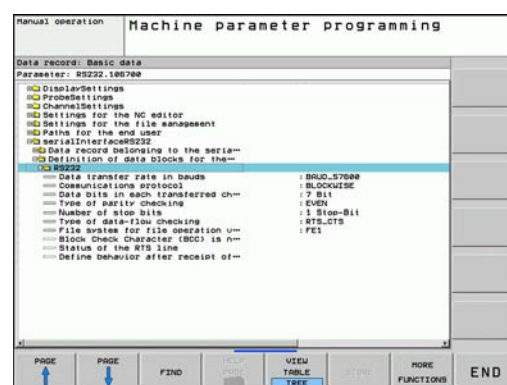 Manual operation
Machine parameter programming
Data record: Basic data
Parameter: RS232.106700
DisplaySettings
ProbeSettings
ChannelSettings
Settings for the NC editor
Settings for the file management
Paths for the end user
serialInterfaceRS232
Data record belonging to the seria…
Definition of data blocks for the…
RS232
Data transfer rate in bauds : BAUD_57600
Communications protocol : BLOCKWISE
Data bits in each transferred ch… : 7 Bit
Type of parity checking : EVEN
Number of stop bits : 1 Stop-Bit
Type of data-flow checking : RTS_CTS
File system for file operation v… : FE1
Block Check Character (BCC) is n…
Status of the RTS line
Define behavior after receipt of…
PAGE
PAGE
FIND
HELP
PAGE
VIEW
TABLE
TREE
MORE
FUNCTIONS
END